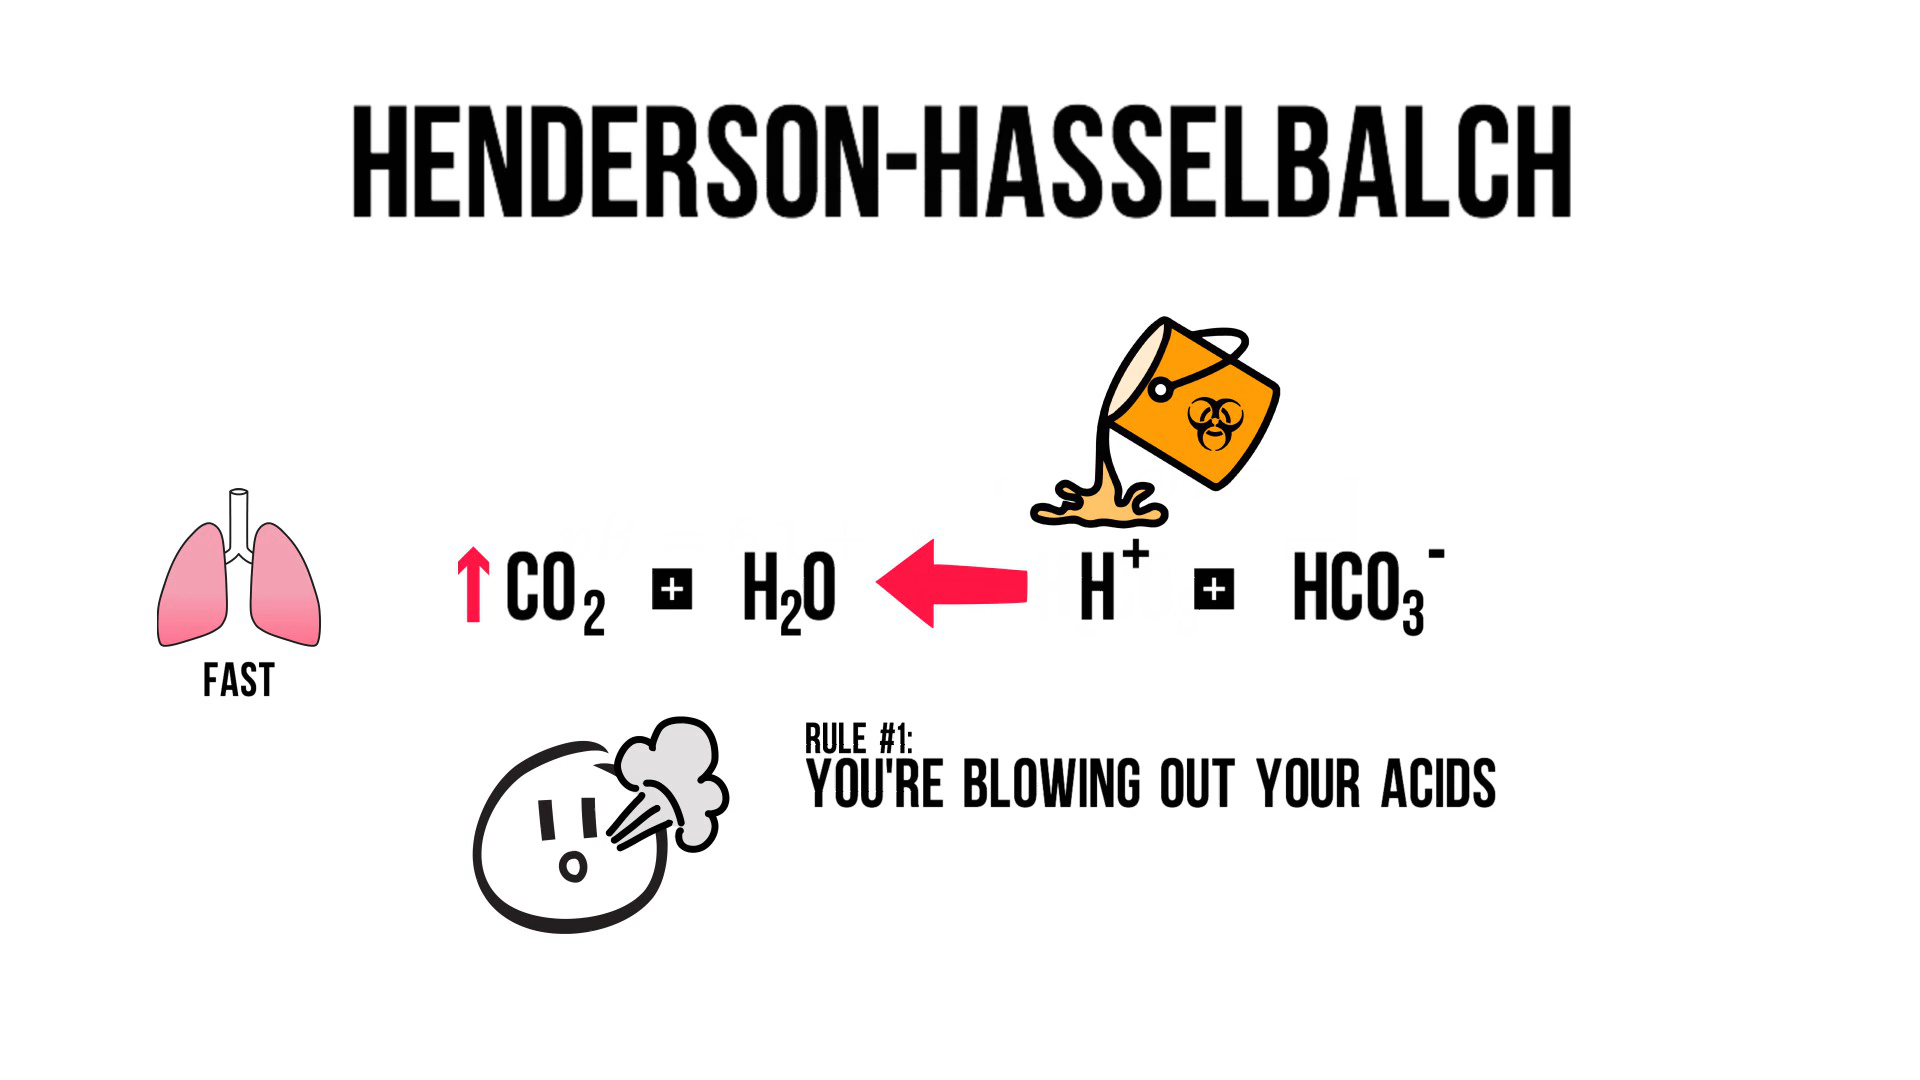 HENDERSON-HASSELBALCH
↑CO₂ + H₂O ← H⁺ + HCO₃⁻
FAST
RULE #1:
YOU'RE BLOWING OUT YOUR ACIDS